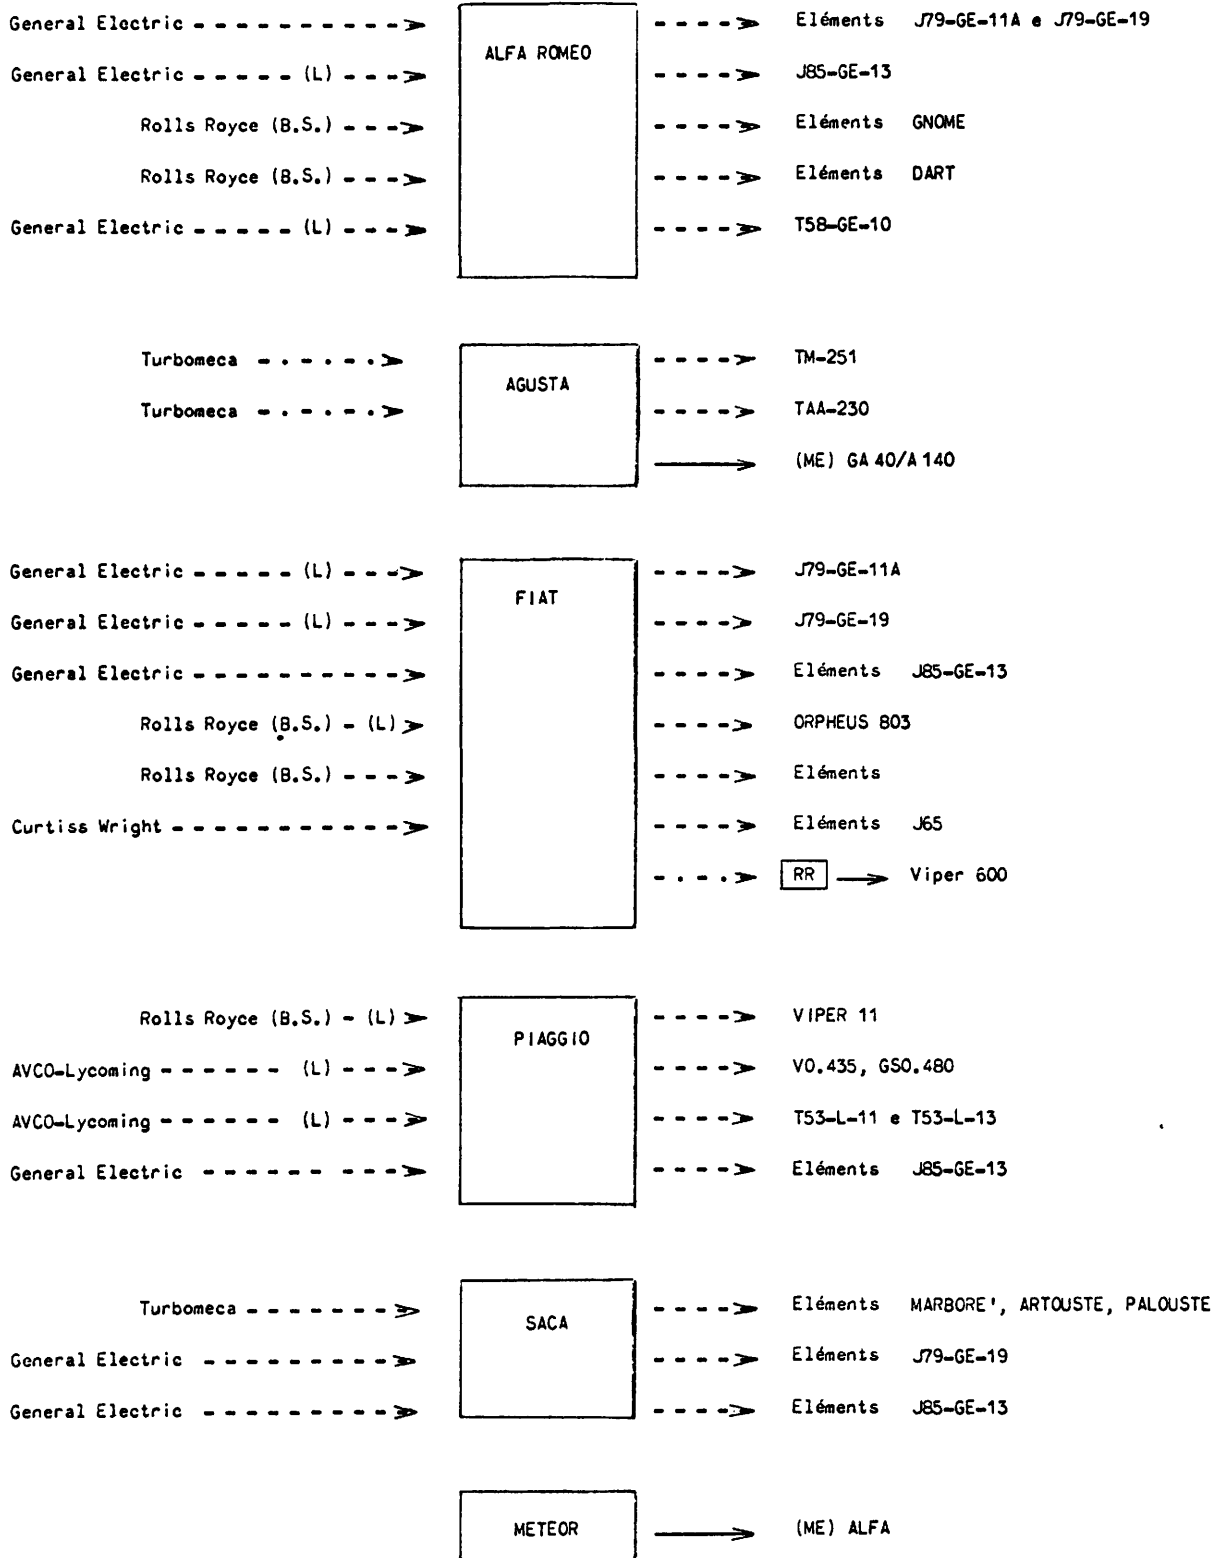 General Electric Eléments J79-GE-11A e J79-GE-19
ALFA ROMEO
General Electric (L) J85-GE-13
Rolls Royce (B.S.) Eléments GNOME
Rolls Royce (B.S.) Eléments DART
General Electric (L) T58-GE-10
Turbomeca TM-251
AGUSTA
Turbomeca TAA-230
(ME) GA 40/A 140
General Electric (L) J79-GE-11A
FIAT
General Electric (L) J79-GE-19
General Electric Eléments J85-GE-13
Rolls Royce (B.S.) - (L) ORPHEUS 803
Rolls Royce (B.S.) Eléments
Curtiss Wright Eléments J65
RR Viper 600
Rolls Royce (B.S.) - (L) VIPER 11
PIAGGIO
AVCO-Lycoming (L) VO.435, GSO.480
AVCO-Lycoming (L) T53-L-11 e T53-L-13
General Electric Eléments J85-GE-13
Turbomeca Eléments MARBORE', ARTOUSTE, PALOUSTE
SACA
General Electric Eléments J79-GE-19
General Electric Eléments J85-GE-13
METEOR (ME) ALFA